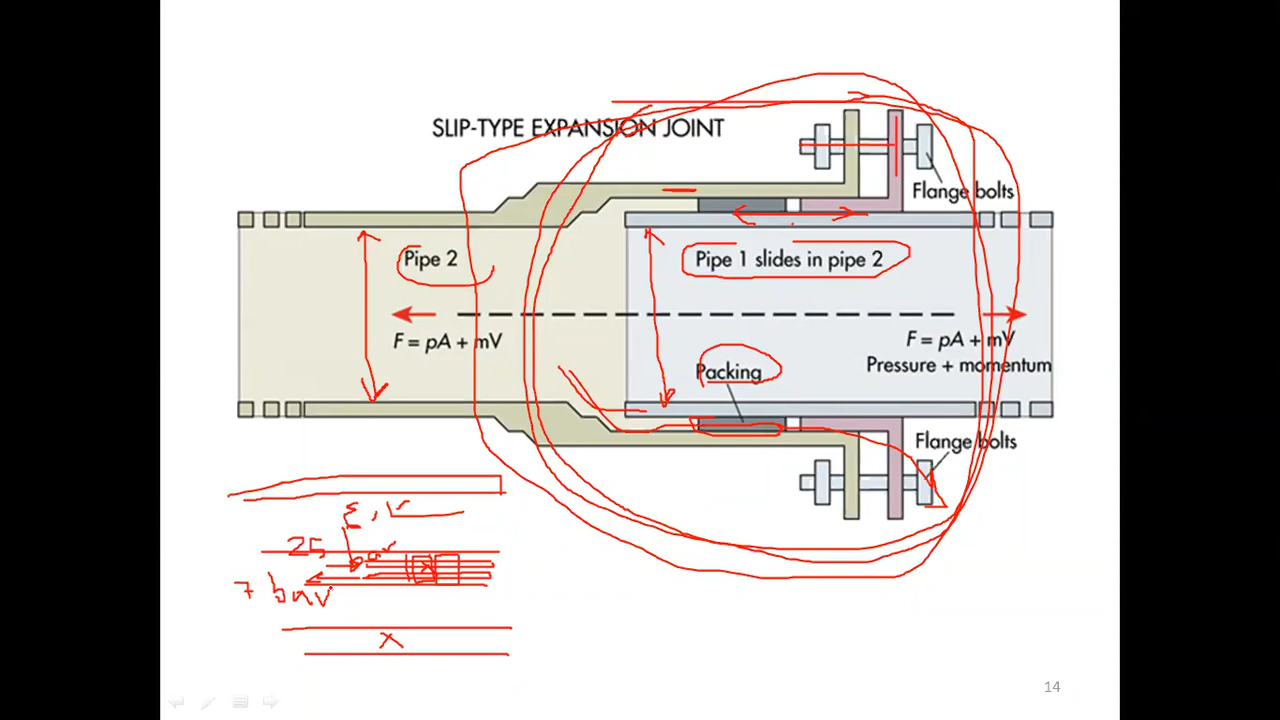 SLIP-TYPE EXPANSION JOINT
Flange bolts
Pipe 2
Pipe 1 slides in pipe 2
F = pA + mV
F = pA + mV
Pressure + momentum
Packing
Flange bolts
25 bar
7 bar
x
14